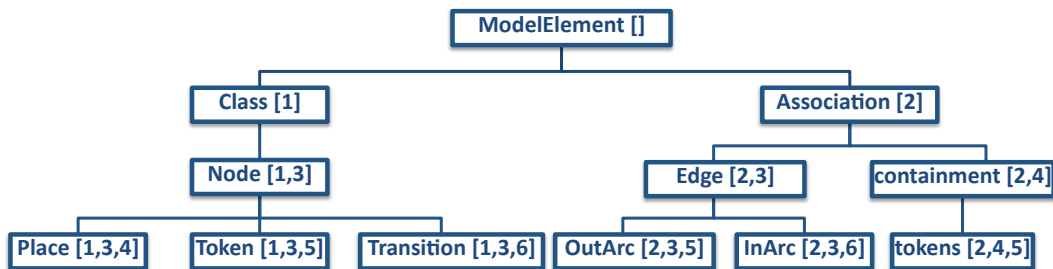 ModelElement []
Class [1]
Association [2]
Node [1,3]
Edge [2,3]
containment [2,4]
Place [1,3,4]
Token [1,3,5]
Transition [1,3,6]
OutArc [2,3,5]
InArc [2,3,6]
tokens [2,4,5]